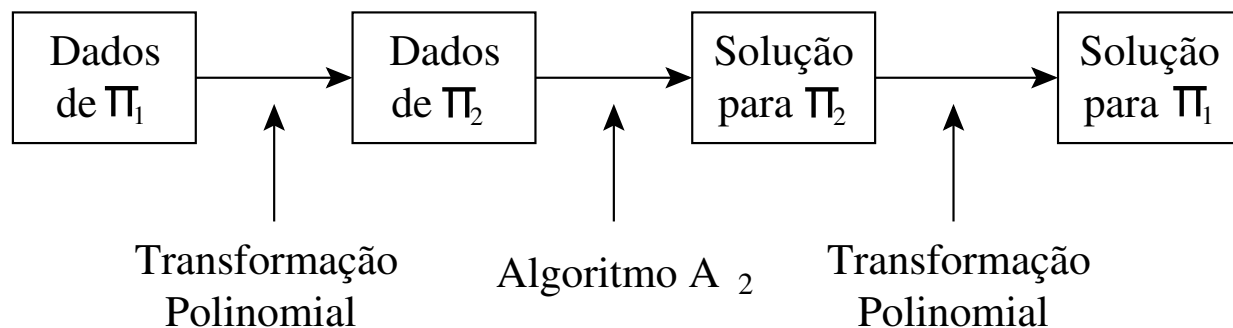 Dados
de Π1
Dados
de Π2
Solução
para Π2
Solução
para Π1
Transformação
Polinomial
Algoritmo A 2
Transformação
Polinomial